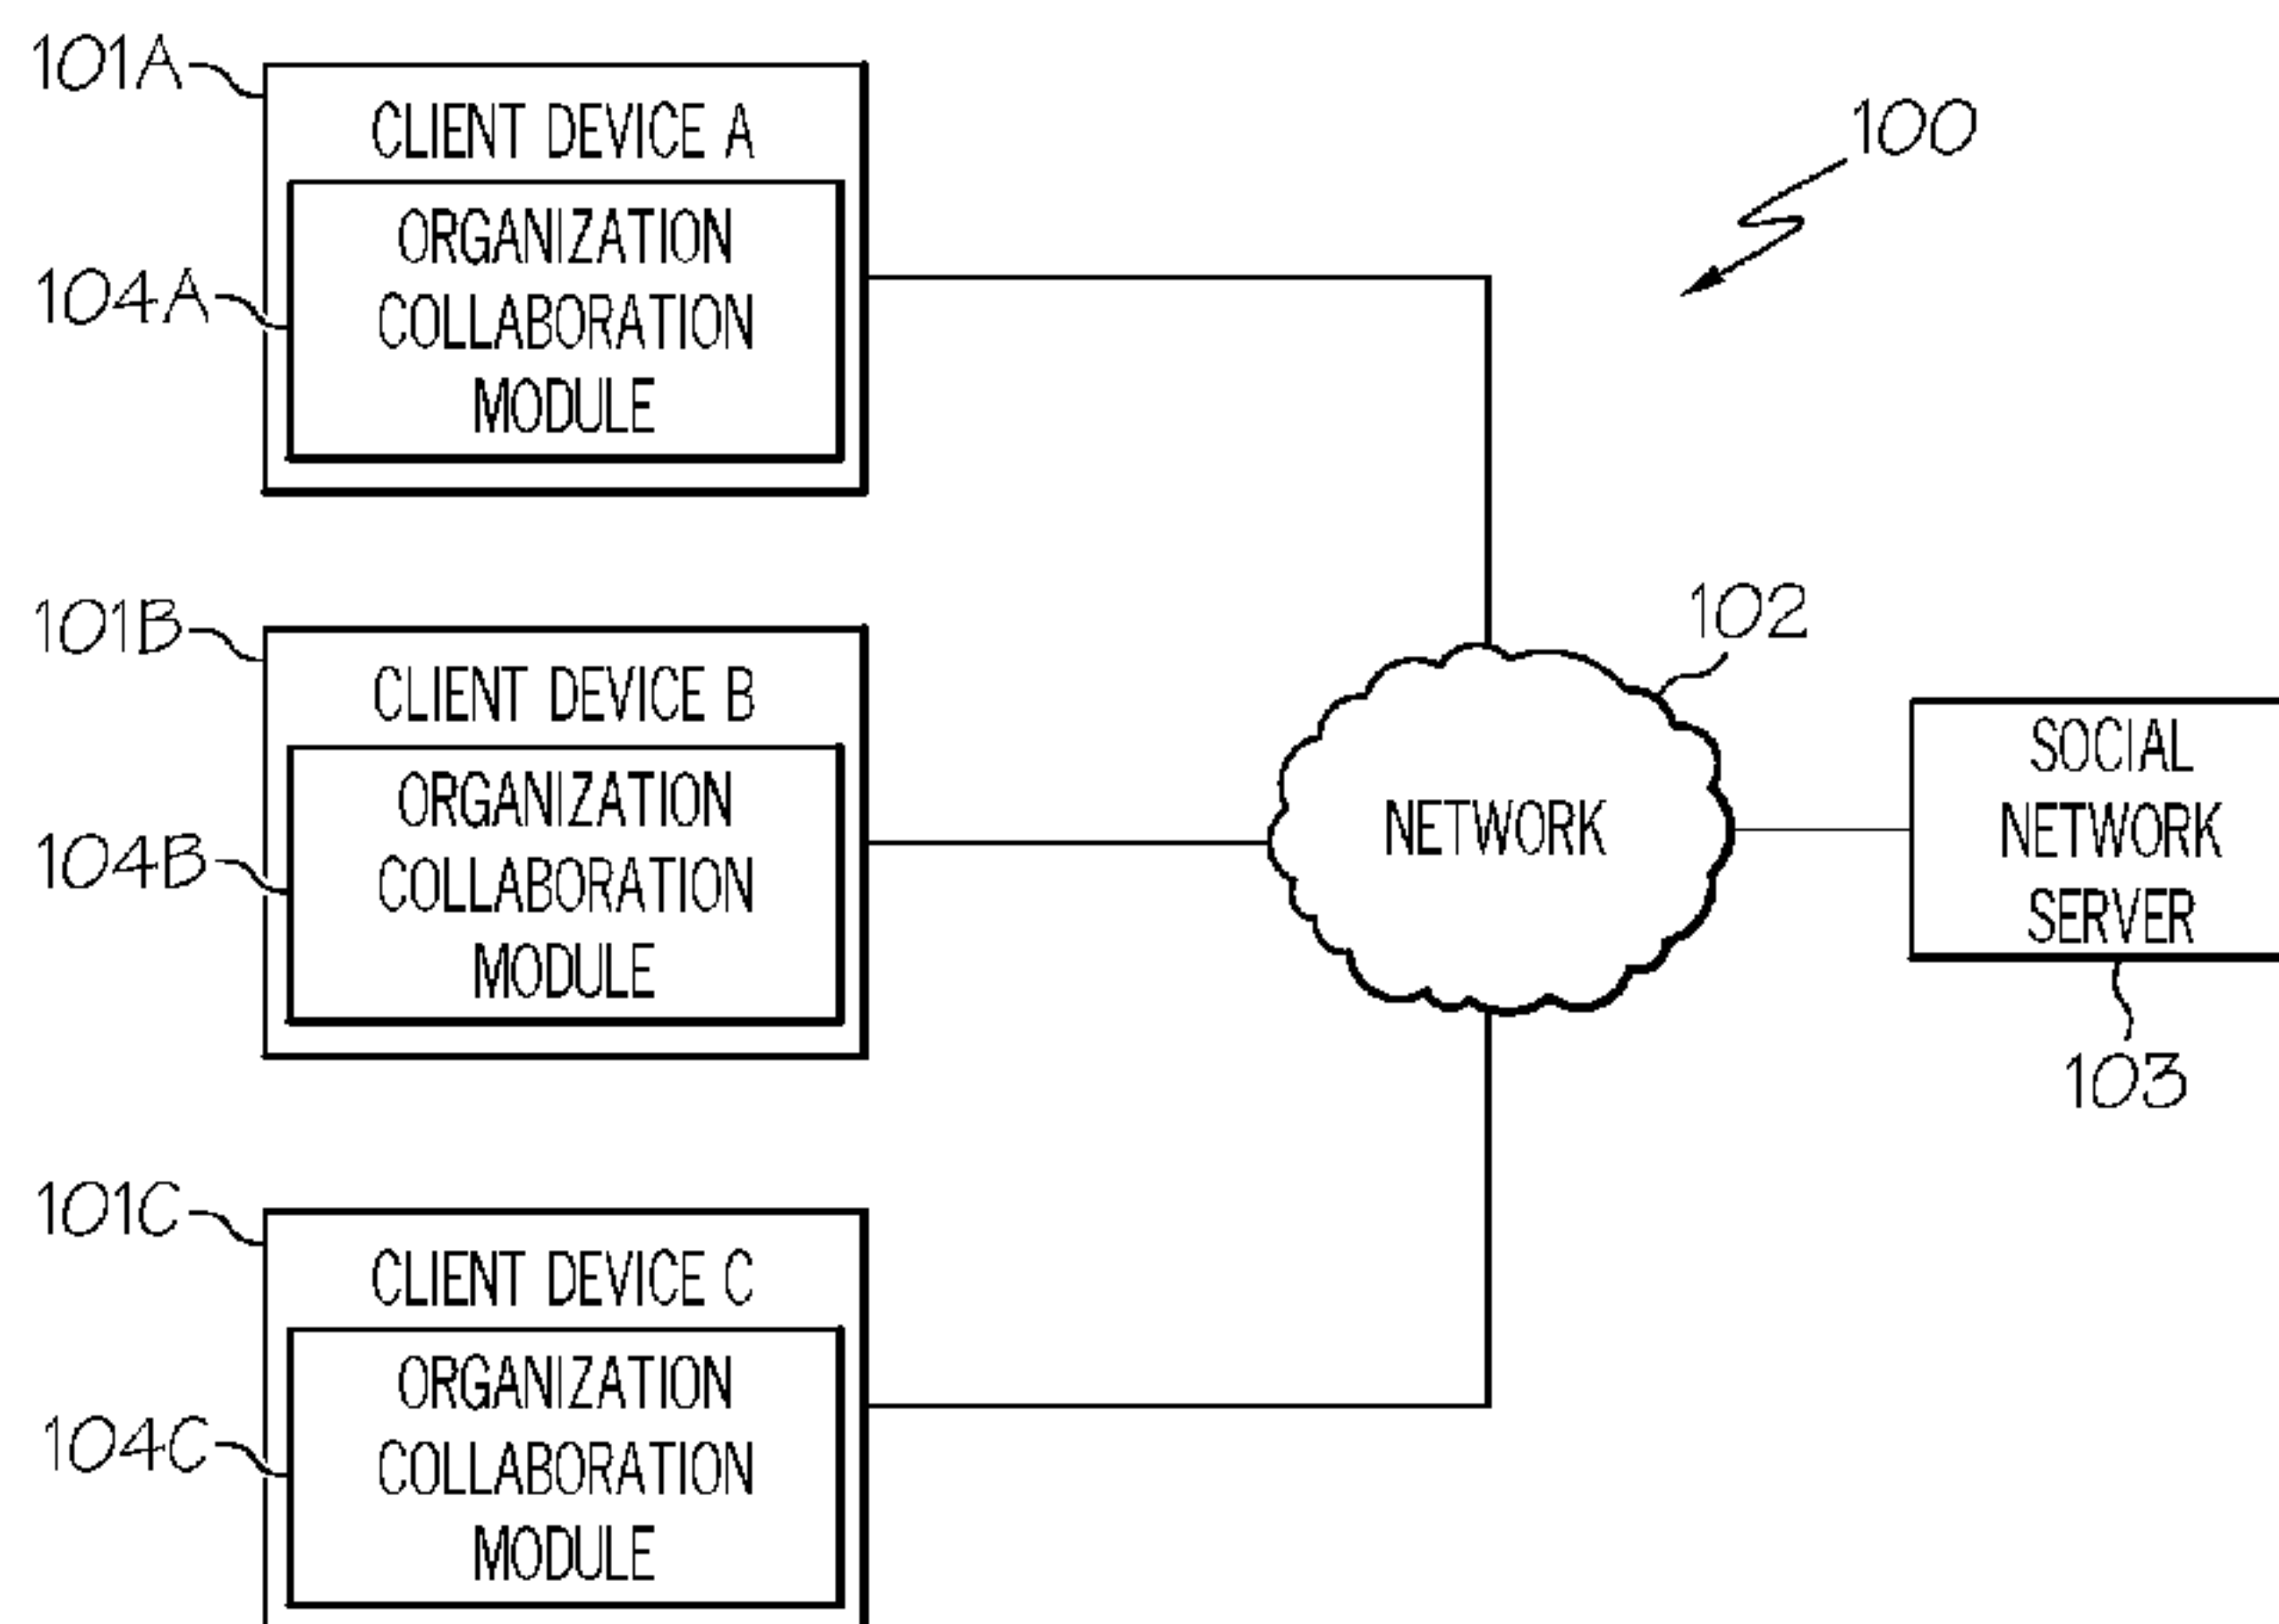 101A
CLIENT DEVICE A
100
104A
ORGANIZATION
COLLABORATION
MODULE
101B
CLIENT DEVICE B
102
104B
ORGANIZATION
COLLABORATION
MODULE
NETWORK
SOCIAL
NETWORK
SERVER
103
101C
CLIENT DEVICE C
104C
ORGANIZATION
COLLABORATION
MODULE